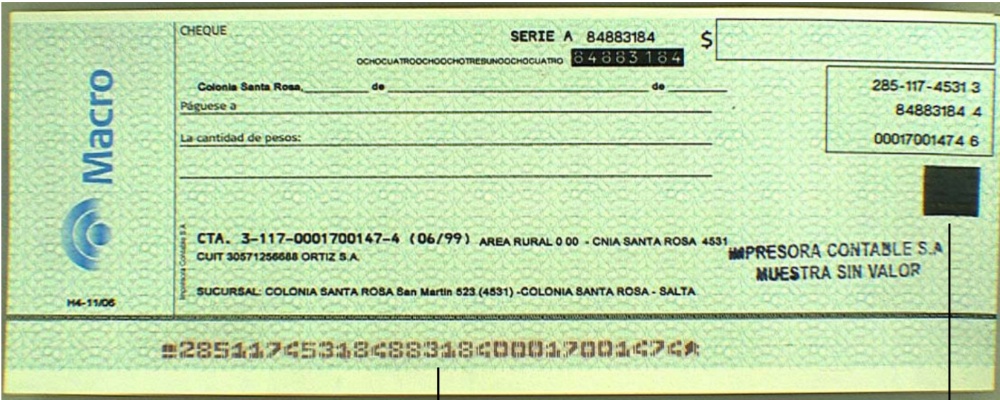 CHEQUE
SERIE A 84883184
$
OCHOCUATROOCHOOCHOTRESUNOOCHOCUATRO 84883184
Colonia Santa Rosa, de de
Páguese a
La cantidad de pesos:
285-117-4531 3
84883184 4
00017001474 6
Macro
CTA. 3-117-0001700147-4 (06/99) AREA RURAL 0 00 - CNIA SANTA ROSA 4531
CUIT 30571256688 ORTIZ S.A.
SUCURSAL: COLONIA SANTA ROSA San Martin 523 (4531) -COLONIA SANTA ROSA - SALTA
IMPRESORA CONTABLE S.A
MUESTRA SIN VALOR
Impresora Contable S.A
H4-11/06
28511745318488318400017001474